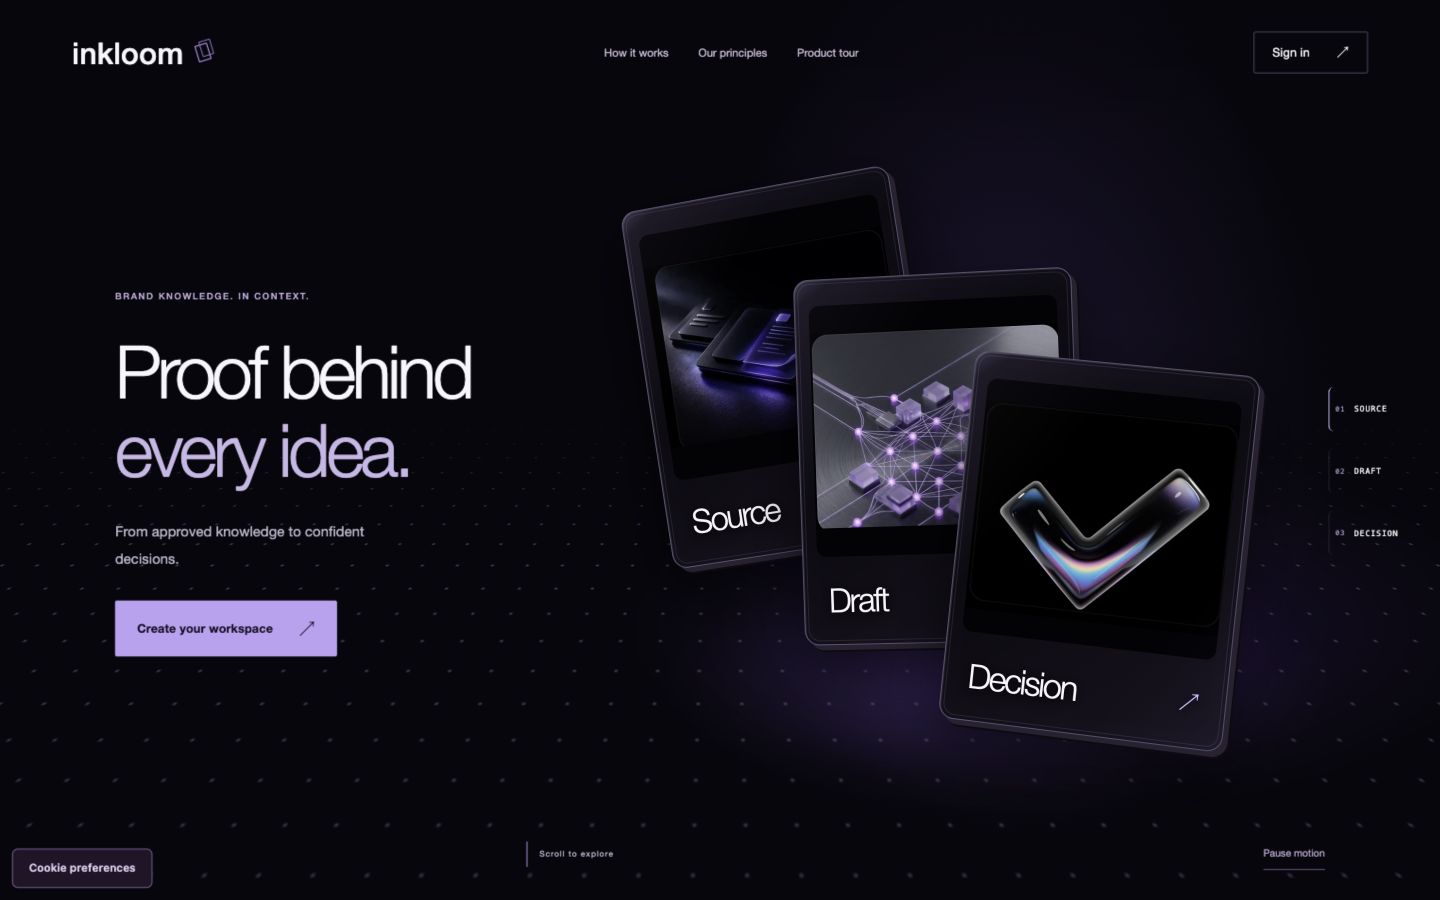 inkloom
How it works
Our principles
Product tour
Sign in
BRAND KNOWLEDGE. IN CONTEXT.
Proof behind
every idea.
From approved knowledge to confident
decisions.
Create your workspace
Source
Draft
Decision
01 SOURCE
02 DRAFT
03 DECISION
Cookie preferences
Scroll to explore
Pause motion